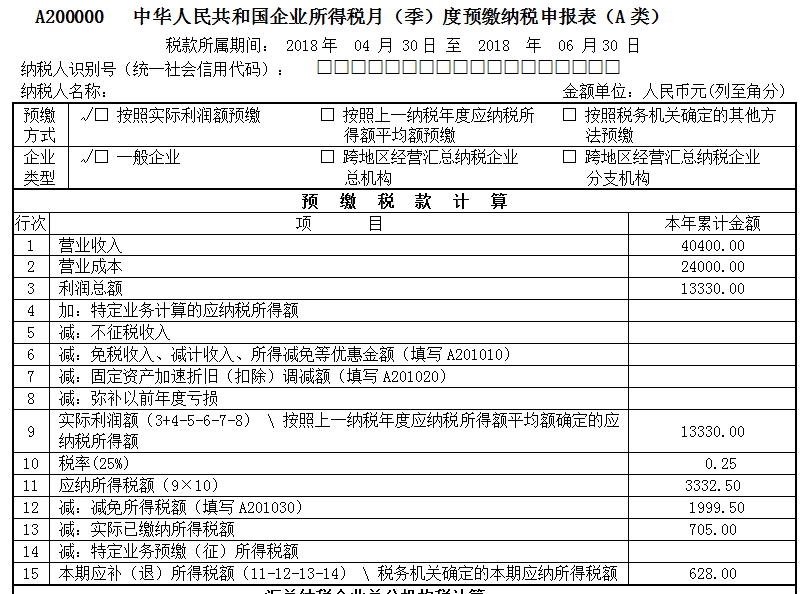 A200000 中华人民共和国企业所得税月（季）度预缴纳税申报表（A 类）
税款所属期间： 2018 年 04 月 30 日 至 2018 年 06 月 30 日
纳税人识别号（统一社会信用代码）： □□□□□□□□□□□□□□□□□□
纳税人名称： 金额单位：人民币元(列至角分)
预缴方式 √□ 按照实际利润额预缴 □ 按照上一纳税年度应纳税所得额平均额预缴 □ 按照税务机关确定的其他方法预缴
企业类型 √□ 一般企业 □ 跨地区经营汇总纳税企业总机构 □ 跨地区经营汇总纳税企业分支机构
预 缴 税 款 计 算
行次 项 目 本年累计金额
1 营业收入 40400.00
2 营业成本 24000.00
3 利润总额 13330.00
4 加：特定业务计算的应纳税所得额
5 减：不征税收入
6 减：免税收入、减计收入、所得减免等优惠金额（填写 A201010）
7 减：固定资产加速折旧（扣除）调减额（填写 A201020）
8 减：弥补以前年度亏损
9 实际利润额（3+4-5-6-7-8） \ 按照上一纳税年度应纳税所得额平均额确定的应纳税所得额 13330.00
10 税率(25%) 0.25
11 应纳所得税额（9×10） 3332.50
12 减：减免所得税额（填写 A201030） 1999.50
13 减：实际已缴纳所得税额 705.00
14 减：特定业务预缴（征）所得税额
15 本期应补（退）所得税额（11-12-13-14） \ 税务机关确定的本期应纳所得税额 628.00
汇总纳税企业总分机构税计算